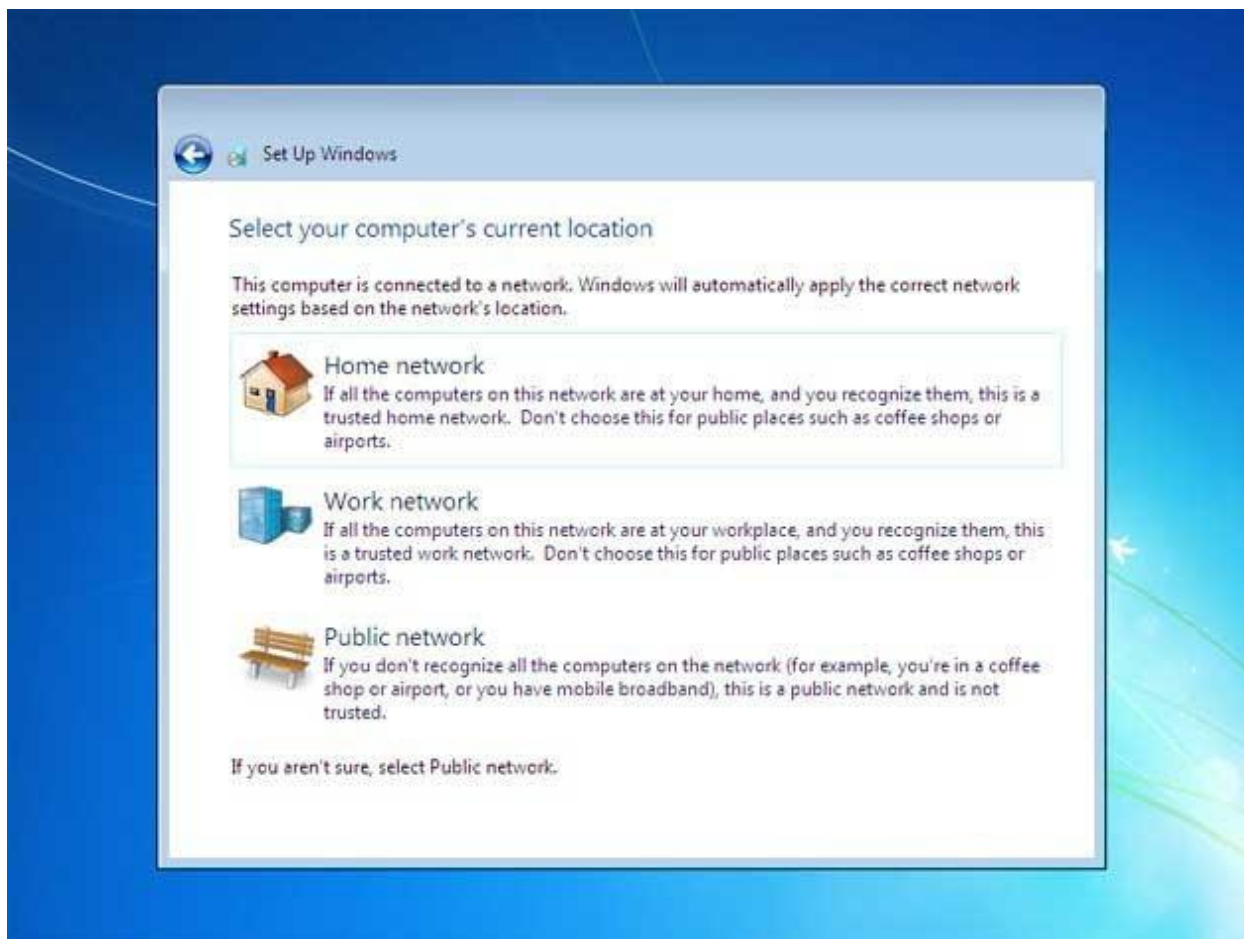 Set Up Windows
Select your computer's current location
This computer is connected to a network. Windows will automatically apply the correct network
settings based on the network's location.
Home network
If all the computers on this network are at your home, and you recognize them, this is a
trusted home network.  Don't choose this for public places such as coffee shops or
airports.
Work network
If all the computers on this network are at your workplace, and you recognize them, this
is a trusted work network.  Don't choose this for public places such as coffee shops or
airports.
Public network
If you don't recognize all the computers on the network (for example, you're in a coffee
shop or airport, or you have mobile broadband), this is a public network and is not
trusted.
If you aren't sure, select Public network.